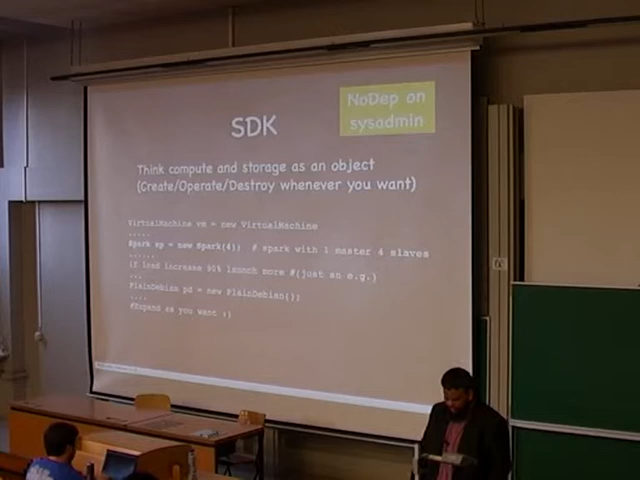 NoDep on
sysadmin
SDK
Think compute and storage as an object
(Create/Operate/Destroy whenever you want)
VirtualMachine vm = new VirtualMachine
.....
Spark sp = new Spark(4); # spark with 1 master 4 slaves
......
if load increase 90% launch more #(just an e.g.)
...
PlainDebian pd = new PlainDebian();
....
#Expand as you want :)